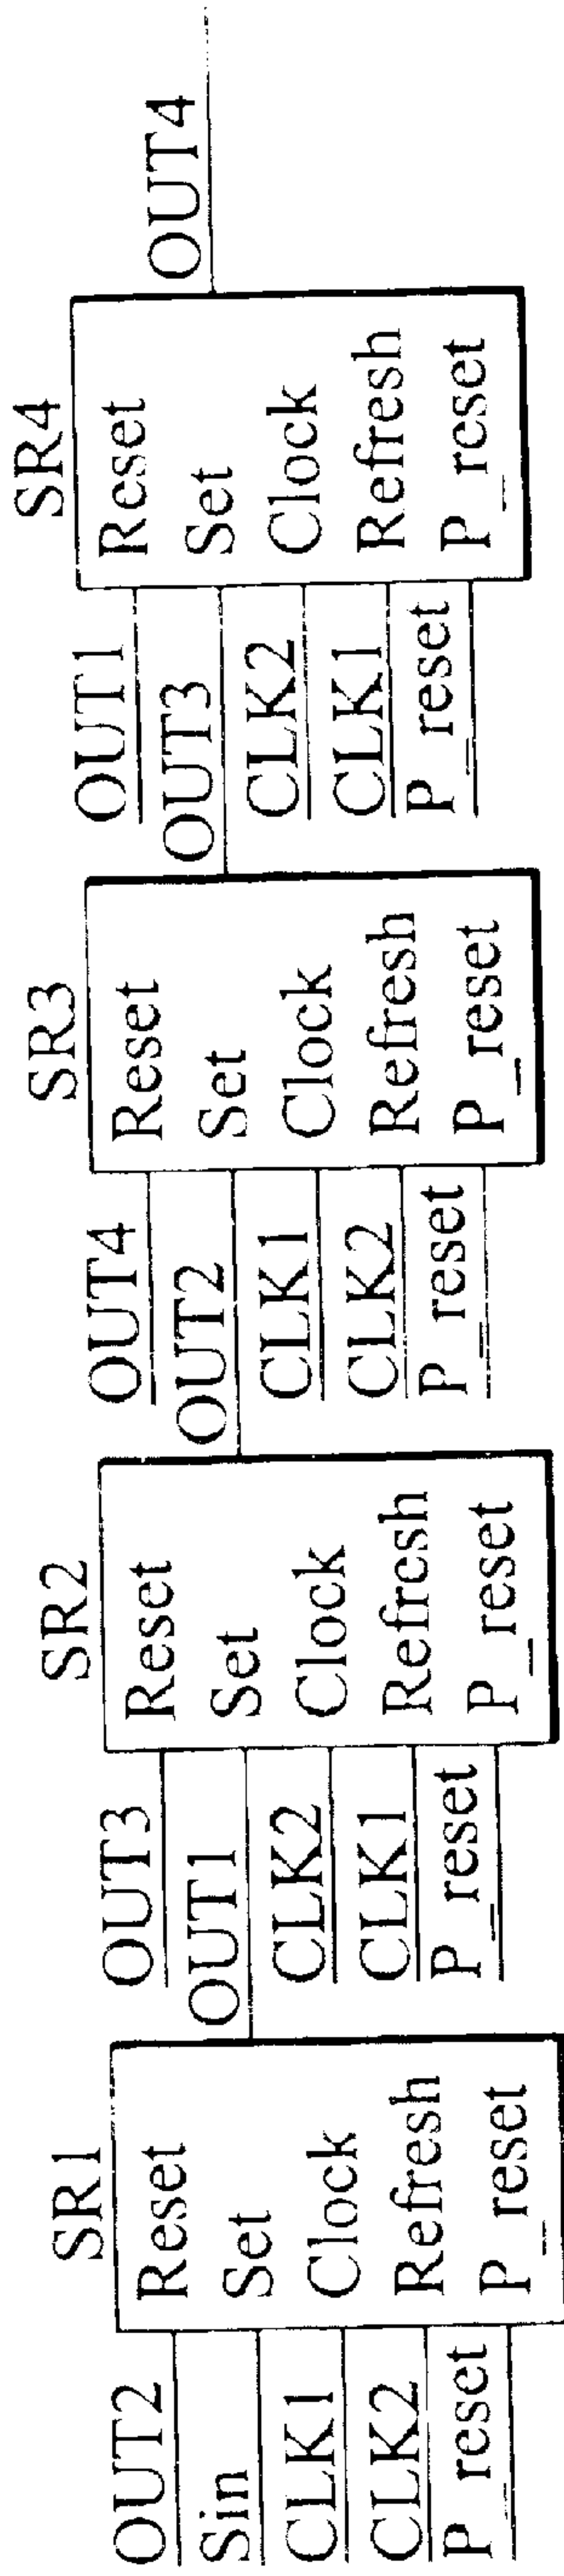 SR1
OUT2
Sin
CLK1
CLK2
P_reset
Reset
Set
Clock
Refresh
P_reset
SR2
OUT3
OUT1
CLK2
CLK1
P_reset
Reset
Set
Clock
Refresh
P_reset
SR3
OUT4
OUT2
CLK1
CLK2
P_reset
Reset
Set
Clock
Refresh
P_reset
SR4
OUT1
OUT3
CLK2
CLK1
P_reset
Reset
Set
Clock
Refresh
P_reset
OUT4